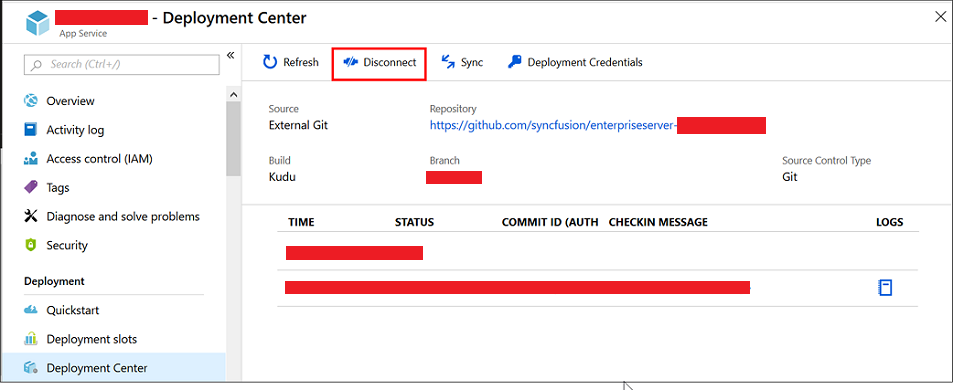 - Deployment Center
App Service
Search (Ctrl+/)
«
Overview
Activity log
Access control (IAM)
Tags
Diagnose and solve problems
Security
Deployment
Quickstart
Deployment slots
Deployment Center
Refresh Disconnect Sync Deployment Credentials
Source Repository
External Git https://github.com/syncfusion/enterpriseserver-
Build Branch Source Control Type
Kudu Git
TIME STATUS COMMIT ID (AUTH CHECKIN MESSAGE LOGS